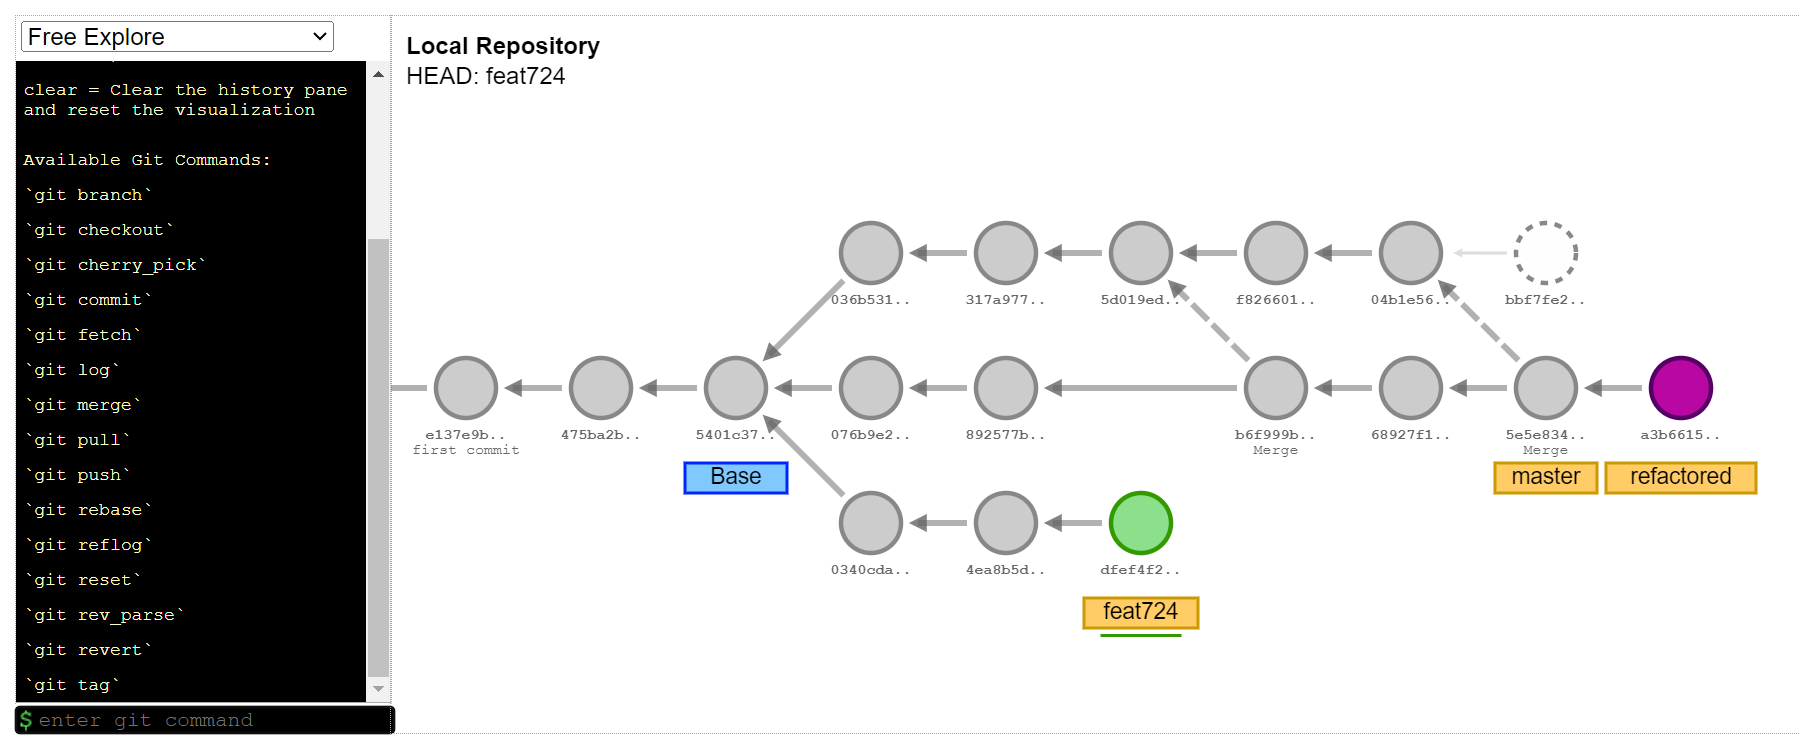 Free Explore
clear = Clear the history pane
and reset the visualization
Available Git Commands:
`git branch`
`git checkout`
`git cherry_pick`
`git commit`
`git fetch`
`git log`
`git merge`
`git pull`
`git push`
`git rebase`
`git reflog`
`git reset`
`git rev_parse`
`git revert`
`git tag`
$ enter git command
Local Repository
HEAD: feat724
036b531..
317a977..
5d019ed..
f826601..
04b1e56..
bbf7fe2..
e137e9b..
first commit
475ba2b..
5401c37..
Base
076b9e2..
892577b..
b6f999b..
Merge
68927f1..
5e5e834..
Merge
master
a3b6615..
refactored
0340cda..
4ea8b5d..
dfef4f2..
feat724